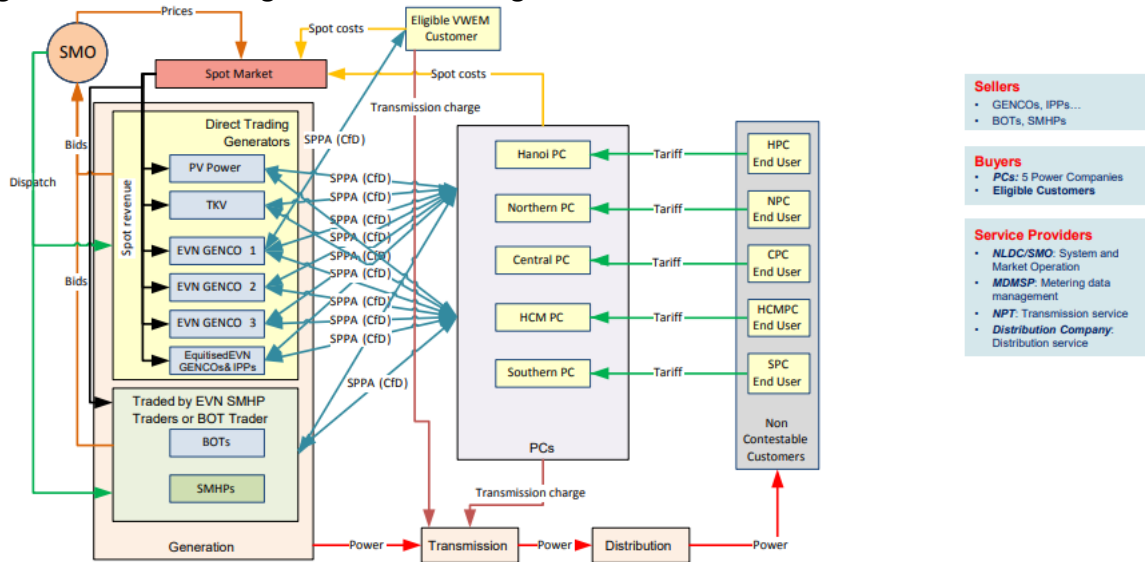 Prices
SMO
Spot costs
Eligible VWEM
Customer
Spot Market
Spot costs
Transmission charge
Bids
Dispatch
Bids
Spot revenue
Direct Trading
Generators
PV Power
TKV
EVN GENCO 1
EVN GENCO 2
EVN GENCO 3
EquitisedEVN
GENCOs& IPPs
Traded by EVN SMHP
Traders or BOT Trader
BOTs
SMHPs
Generation
SPPA (CfD)
SPPA (CfD)
SPPA (CfD)
SPPA (CfD)
SPPA (CfD)
SPPA (CfD)
SPPA (CfD)
SPPA (CfD)
SPPA (CfD)
SPPA (CfD)
Hanoi PC
Northern PC
Central PC
HCM PC
Southern PC
PCs
Tariff
Tariff
Tariff
Tariff
Tariff
HPC
End User
NPC
End User
CPC
End User
HCMPC
End User
SPC
End User
Non
Contestable
Customers
Transmission charge
Power
Transmission
Power
Distribution
Power
Sellers
• GENCOs, IPPs…
• BOTs, SMHPs
Buyers
• PCs: 5 Power Companies
• Eligible Customers
Service Providers
• NLDC/SMO: System and
Market Operation
• MDMSP: Metering data
management
• NPT: Transmission service
• Distribution Company:
Distribution service